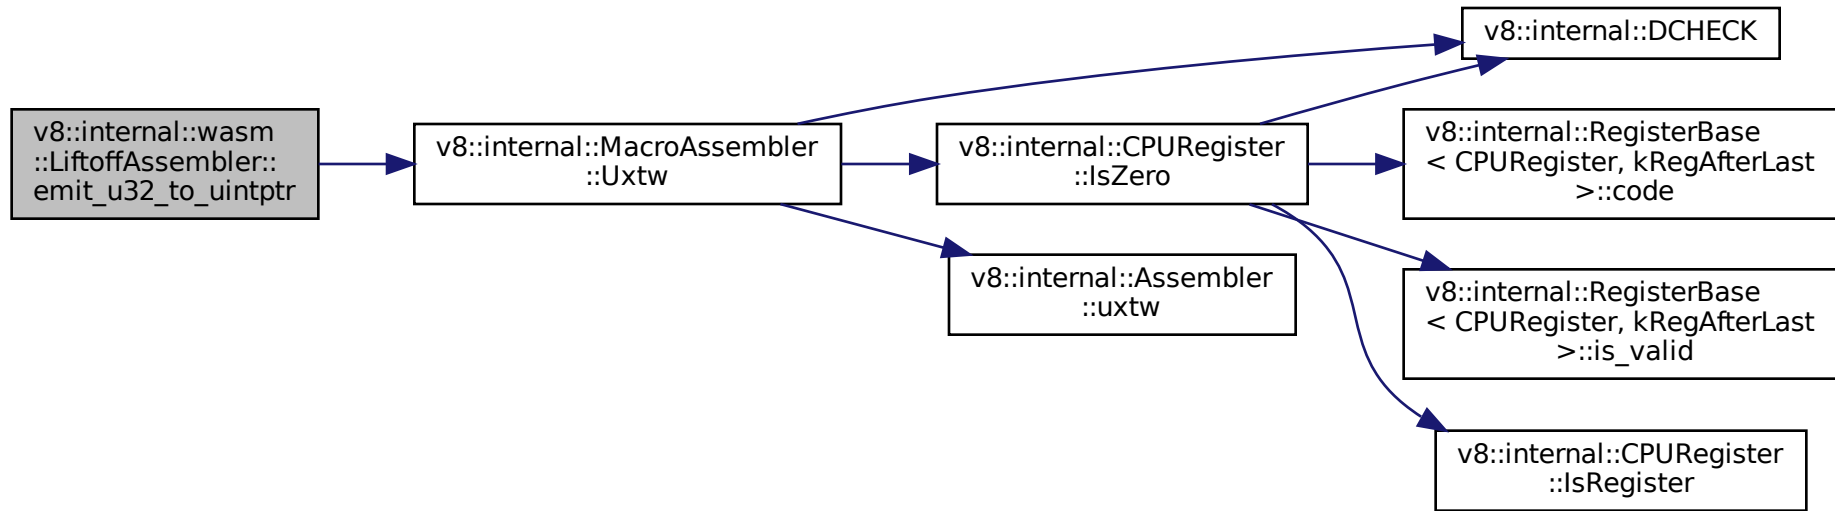 v8::internal::wasm
::LiftoffAssembler::
emit_u32_to_uintptr
v8::internal::MacroAssembler
::Uxtw
v8::internal::CPURegister
::IsZero
v8::internal::Assembler
::uxtw
v8::internal::DCHECK
v8::internal::RegisterBase
< CPURegister, kRegAfterLast
>::code
v8::internal::RegisterBase
< CPURegister, kRegAfterLast
>::is_valid
v8::internal::CPURegister
::IsRegister